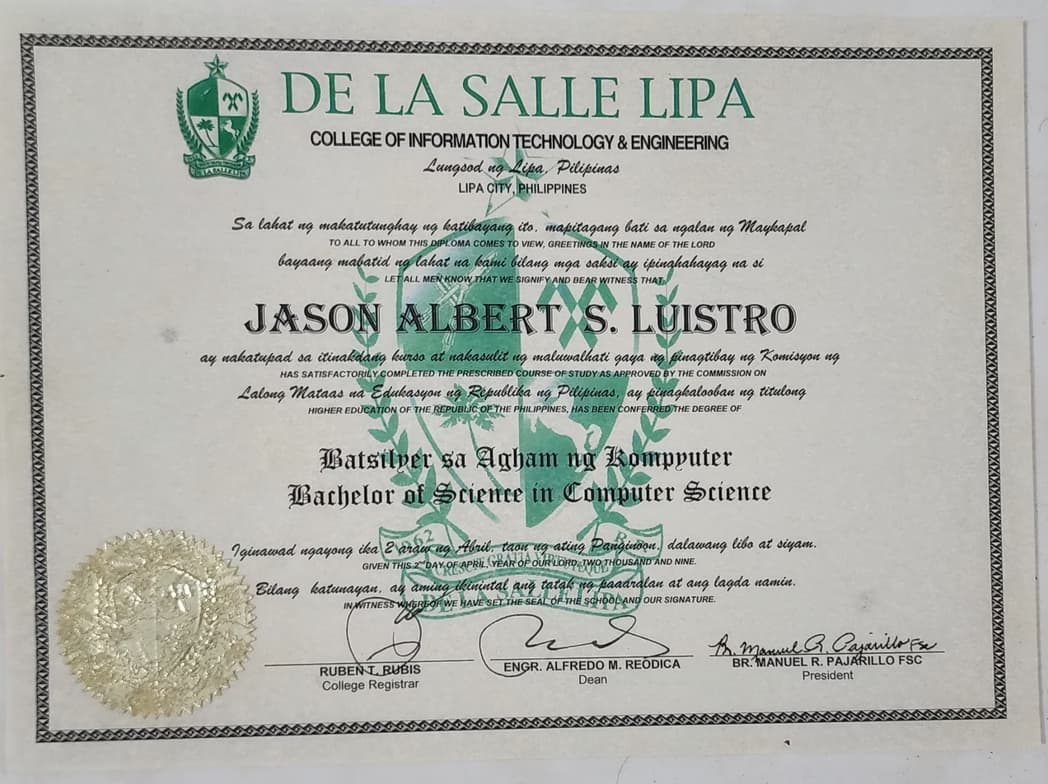 DE LA SALLE LIPA
COLLEGE OF INFORMATION TECHNOLOGY & ENGINEERING
Lungsod ng Lipa, Pilipinas
LIPA CITY, PHILIPPINES
Sa lahat ng makatutunghay ng katibayang ito, mapitagang bati sa ngalan ng Maykapal
TO ALL TO WHOM THIS DIPLOMA COMES TO VIEW, GREETINGS IN THE NAME OF THE LORD
bayaang mabatid ng lahat na kami bilang mga saksi ay ipinahahayag na si
LET ALL MEN KNOW THAT WE SIGNIFY AND BEAR WITNESS THAT
JASON ALBERT S. LUISTRO
ay nakatupad sa itinakdang kurso at nakasulit ng maluwalhati gaya ng pinagtibay ng Komisyon ng
HAS SATISFACTORILY COMPLETED THE PRESCRIBED COURSE OF STUDY AS APPROVED BY THE COMMISSION ON
Lalong Mataas na Edukasyon ng Republika ng Pilipinas, ay pinagkalooban ng titulong
HIGHER EDUCATION OF THE REPUBLIC OF THE PHILIPPINES, HAS BEEN CONFERRED THE DEGREE OF
Batsilyer sa Agham ng Kompyuter
Bachelor of Science in Computer Science
Iginawad ngayong ika 2 araw ng Abril, taon ng ating Panginoon, dalawang libo at siyam.
GIVEN THIS 2nd DAY OF APRIL, YEAR OF OUR LORD, TWO THOUSAND AND NINE.
Bilang katunayan, ay aming ikinintal ang tatak ng paaralan at ang lagda namin.
IN WITNESS WHEREOF WE HAVE SET THE SEAL OF THE SCHOOL AND OUR SIGNATURE.
DE LA SALLE LIPA
Br. Manuel R. Pajarillo FSC
RUBEN T. RUBIS
College Registrar
ENGR. ALFREDO M. REODICA
Dean
BR. MANUEL R. PAJARILLO FSC
President